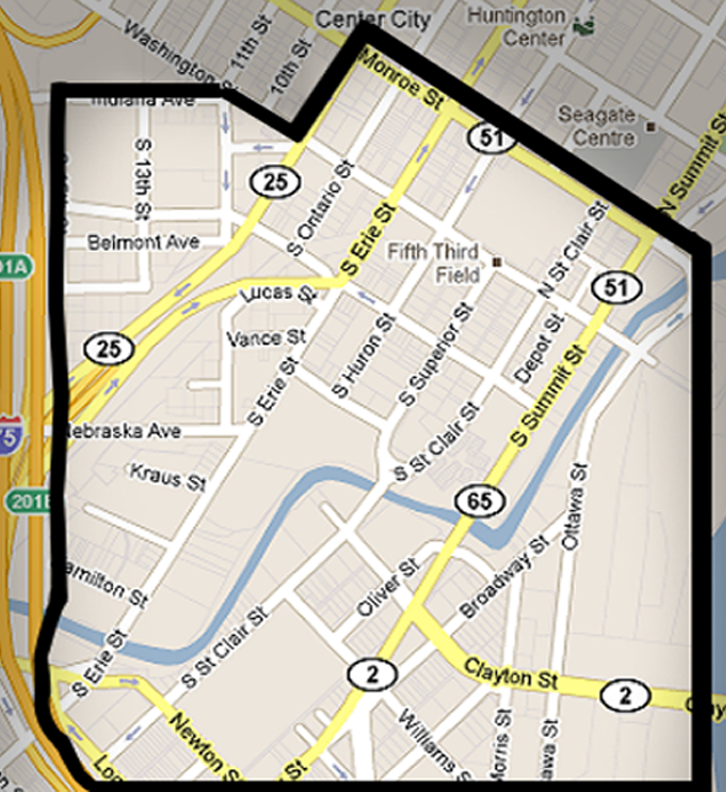 Center City
Huntington
Center
Washington St
11th St
10th St
Monroe St
Indiana Ave
Seagate
Centre
51
N Summit St
S 13th St
25
S Ontario St
S Erie St
Belmont Ave
Fifth Third
Field
N St Clair St
01A
Lucas St
51
25
Vance St
S Huron St
S Superior St
Depot St
S Erie St
S Summit St
75
Nebraska Ave
S St Clair St
Kraus St
201B
65
Ottawa St
Hamilton St
Oliver St
Broadway St
S Erie St
S St Clair St
2
Clayton St
2
Newton St
Williams St
Morris St
awa St
St